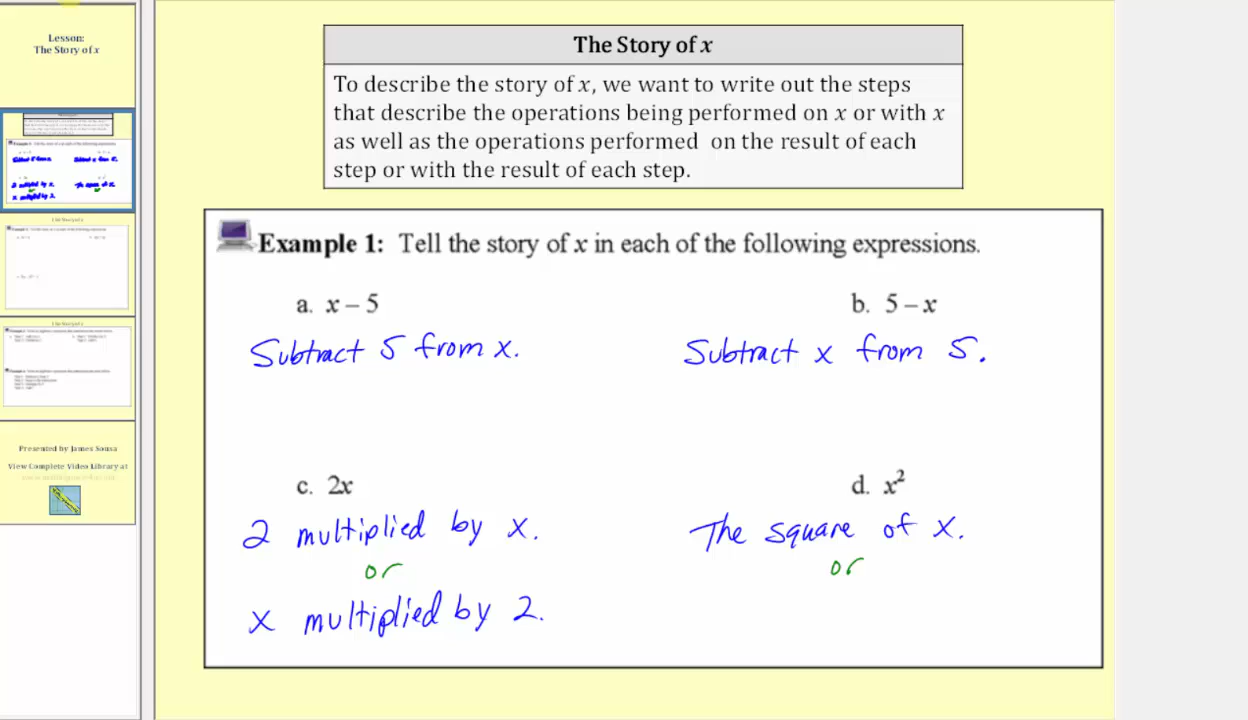 Lesson:
The Story of x
The Story of x
To describe the story of x, we want to write out the steps
that describe the operations being performed on x or with x
as well as the operations performed on the result of each
step or with the result of each step.
Example 1: Tell the story of x in each of the following expressions.
a. x – 5
b. 5 – x
Subtract 5 from x.
Subtract x from 5.
c. 2x
d. x²
2 multiplied by x.
The square of x.
or
or
x multiplied by 2.
Presented by James Sousa
View Complete Video Library at